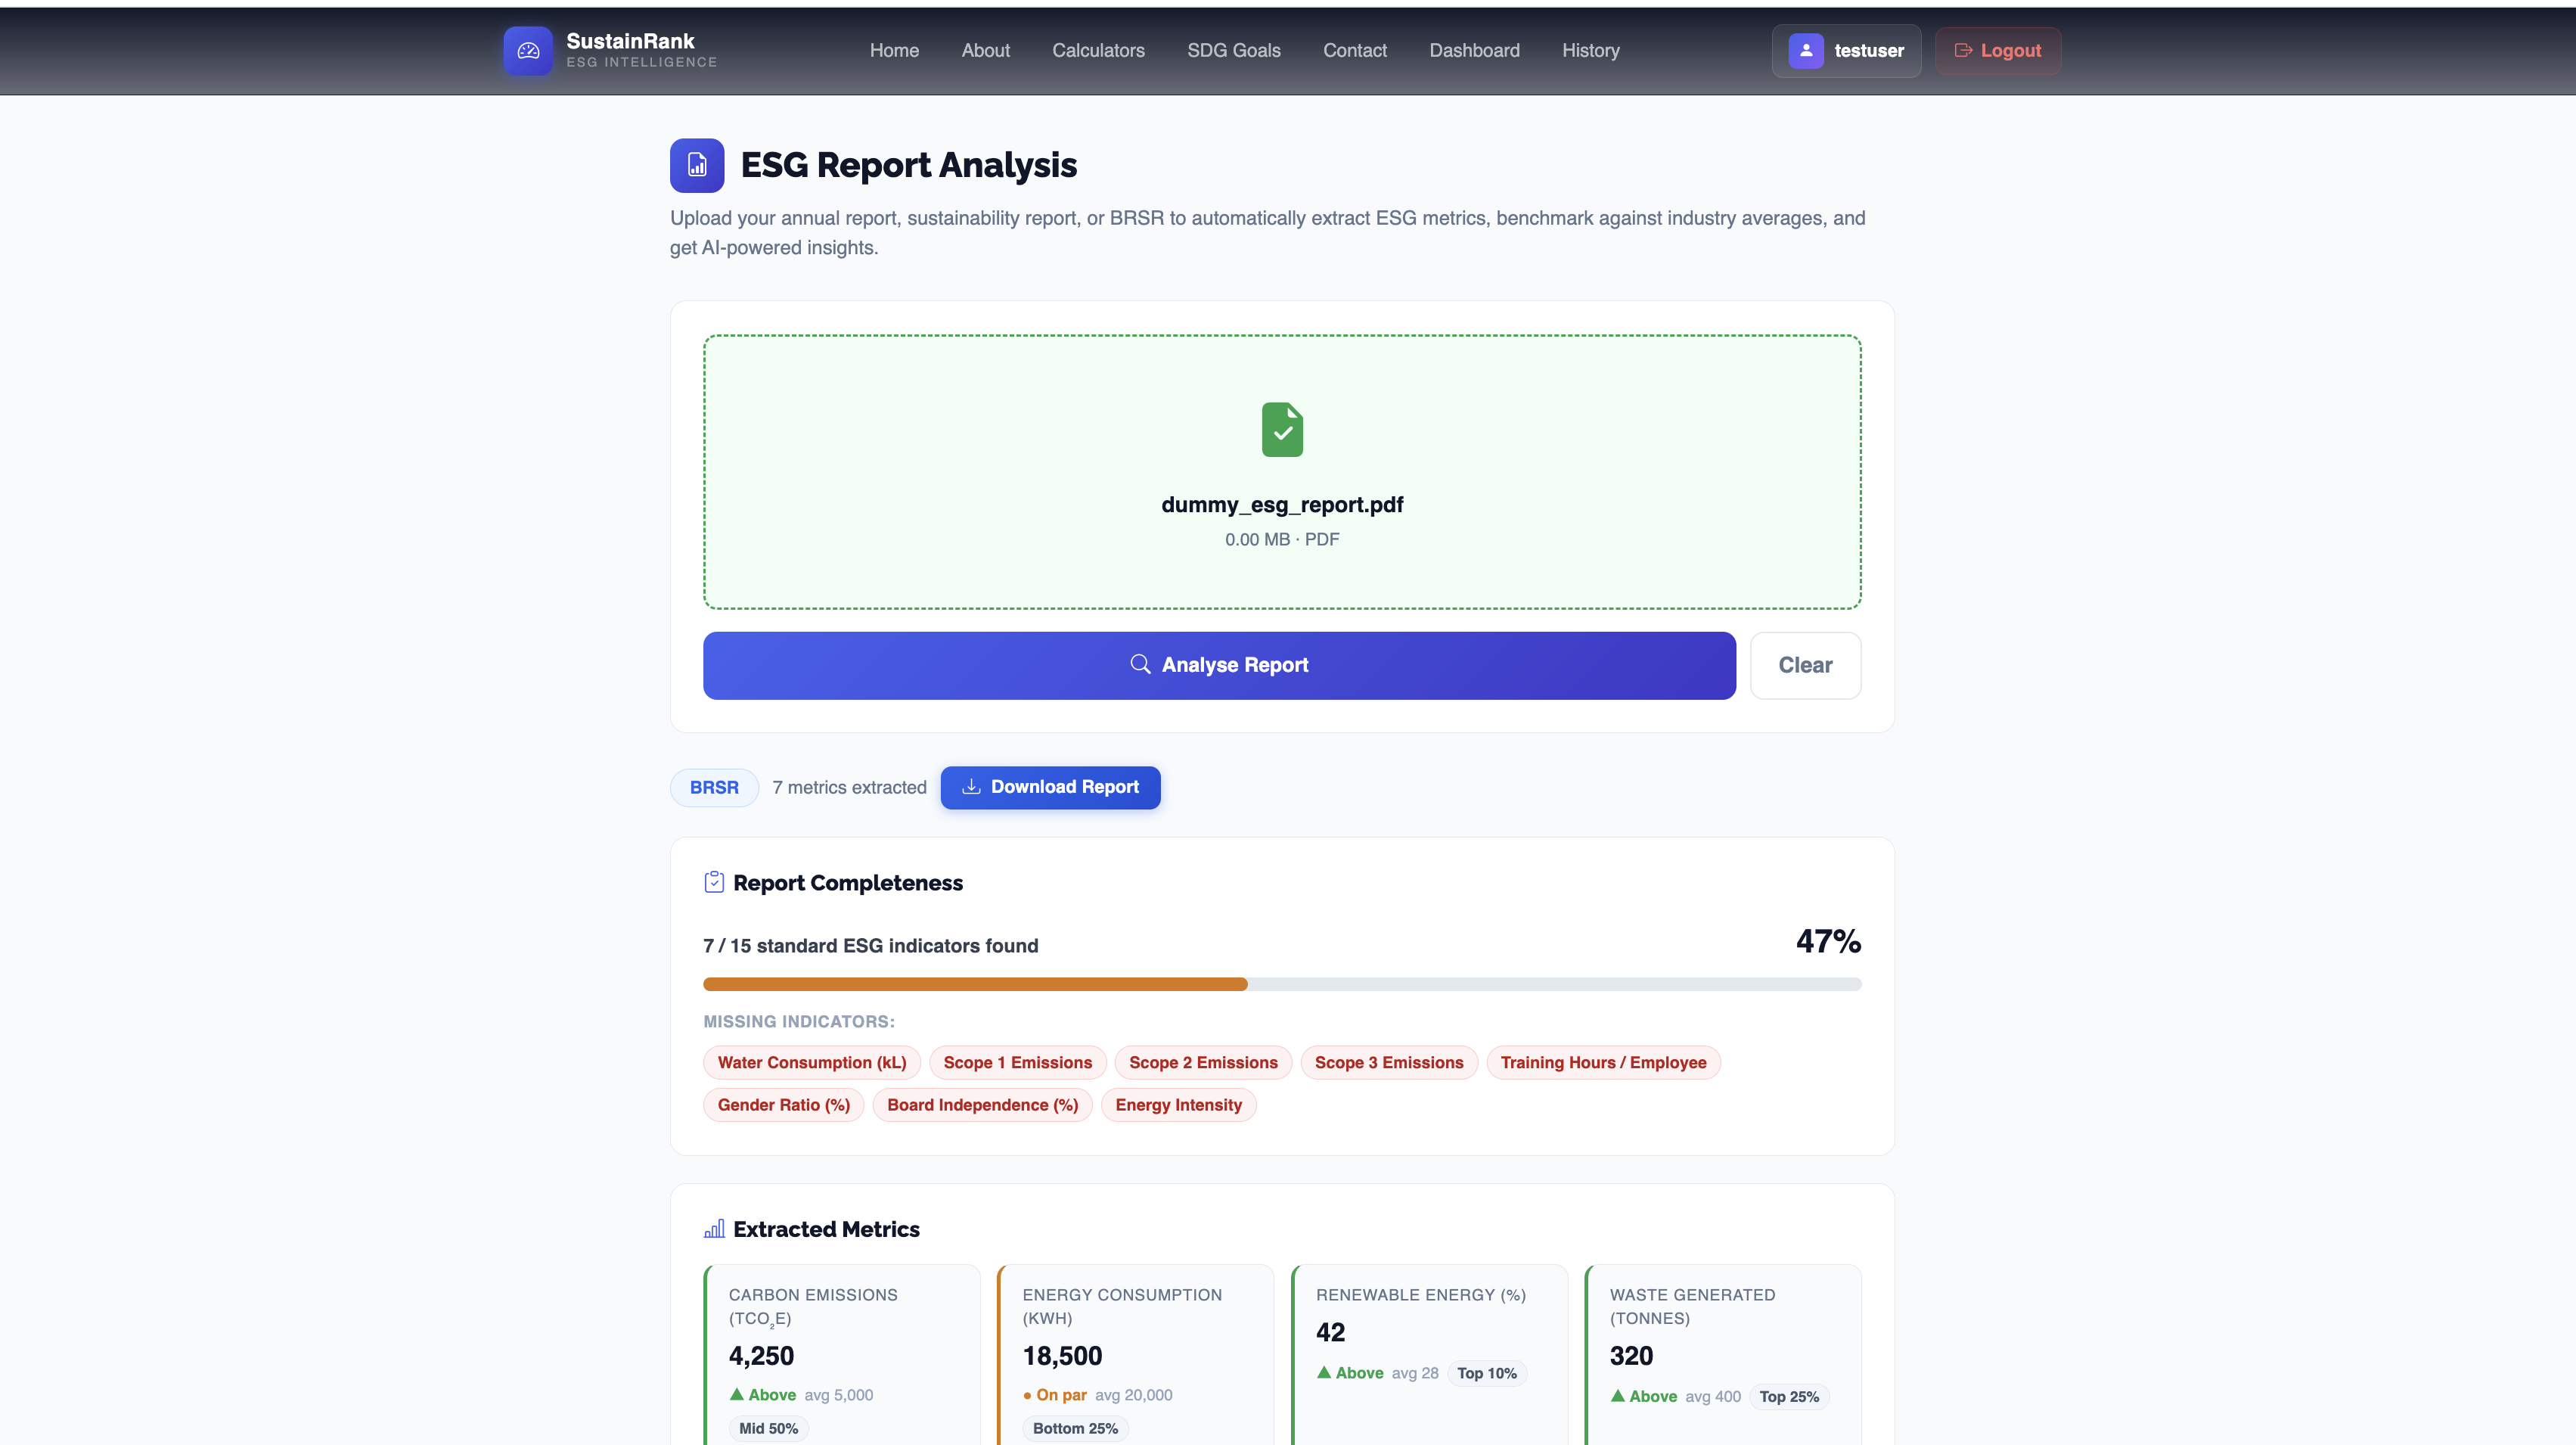 SustainRank
ESG INTELLIGENCE
Home About Calculators SDG Goals Contact Dashboard History
testuser
Logout
ESG Report Analysis
Upload your annual report, sustainability report, or BRSR to automatically extract ESG metrics, benchmark against industry averages, and
get AI-powered insights.
dummy_esg_report.pdf
0.00 MB · PDF
Analyse Report
Clear
BRSR 7 metrics extracted Download Report
Report Completeness
7 / 15 standard ESG indicators found 47%
MISSING INDICATORS:
Water Consumption (kL) Scope 1 Emissions Scope 2 Emissions Scope 3 Emissions Training Hours / Employee
Gender Ratio (%) Board Independence (%) Energy Intensity
Extracted Metrics
CARBON EMISSIONS
(TCO₂E)
4,250
▲ Above avg 5,000
Mid 50%
ENERGY CONSUMPTION
(KWH)
18,500
● On par avg 20,000
Bottom 25%
RENEWABLE ENERGY (%)
42
▲ Above avg 28 Top 10%
WASTE GENERATED
(TONNES)
320
▲ Above avg 400 Top 25%